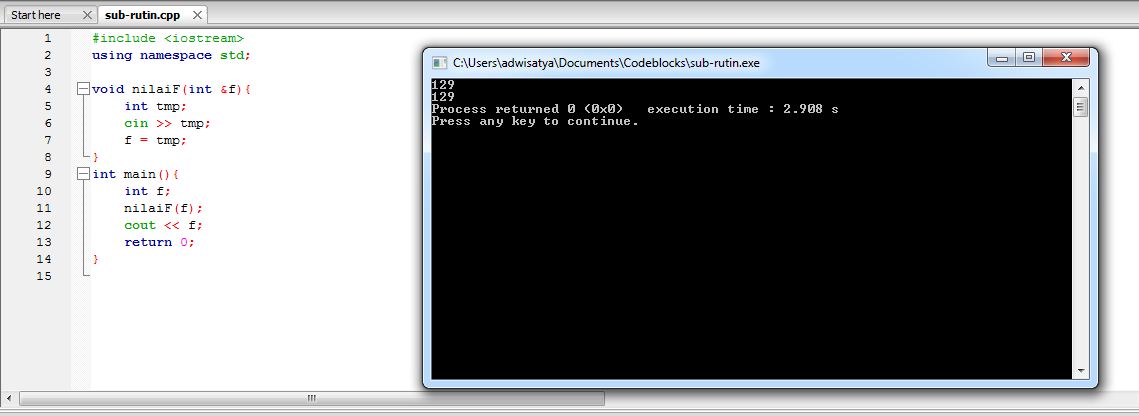 Start here
sub-rutin.cpp
1 #include <iostream>
2 using namespace std;
3
4 void nilaiF(int &f){
5 int tmp;
6 cin >> tmp;
7 f = tmp;
8 }
9 int main(){
10 int f;
11 nilaiF(f);
12 cout << f;
13 return 0;
14 }
15
C:\Users\adwisatya\Documents\Codeblocks\sub-rutin.exe
129
129
Process returned 0 (0x0) execution time : 2.908 s
Press any key to continue.